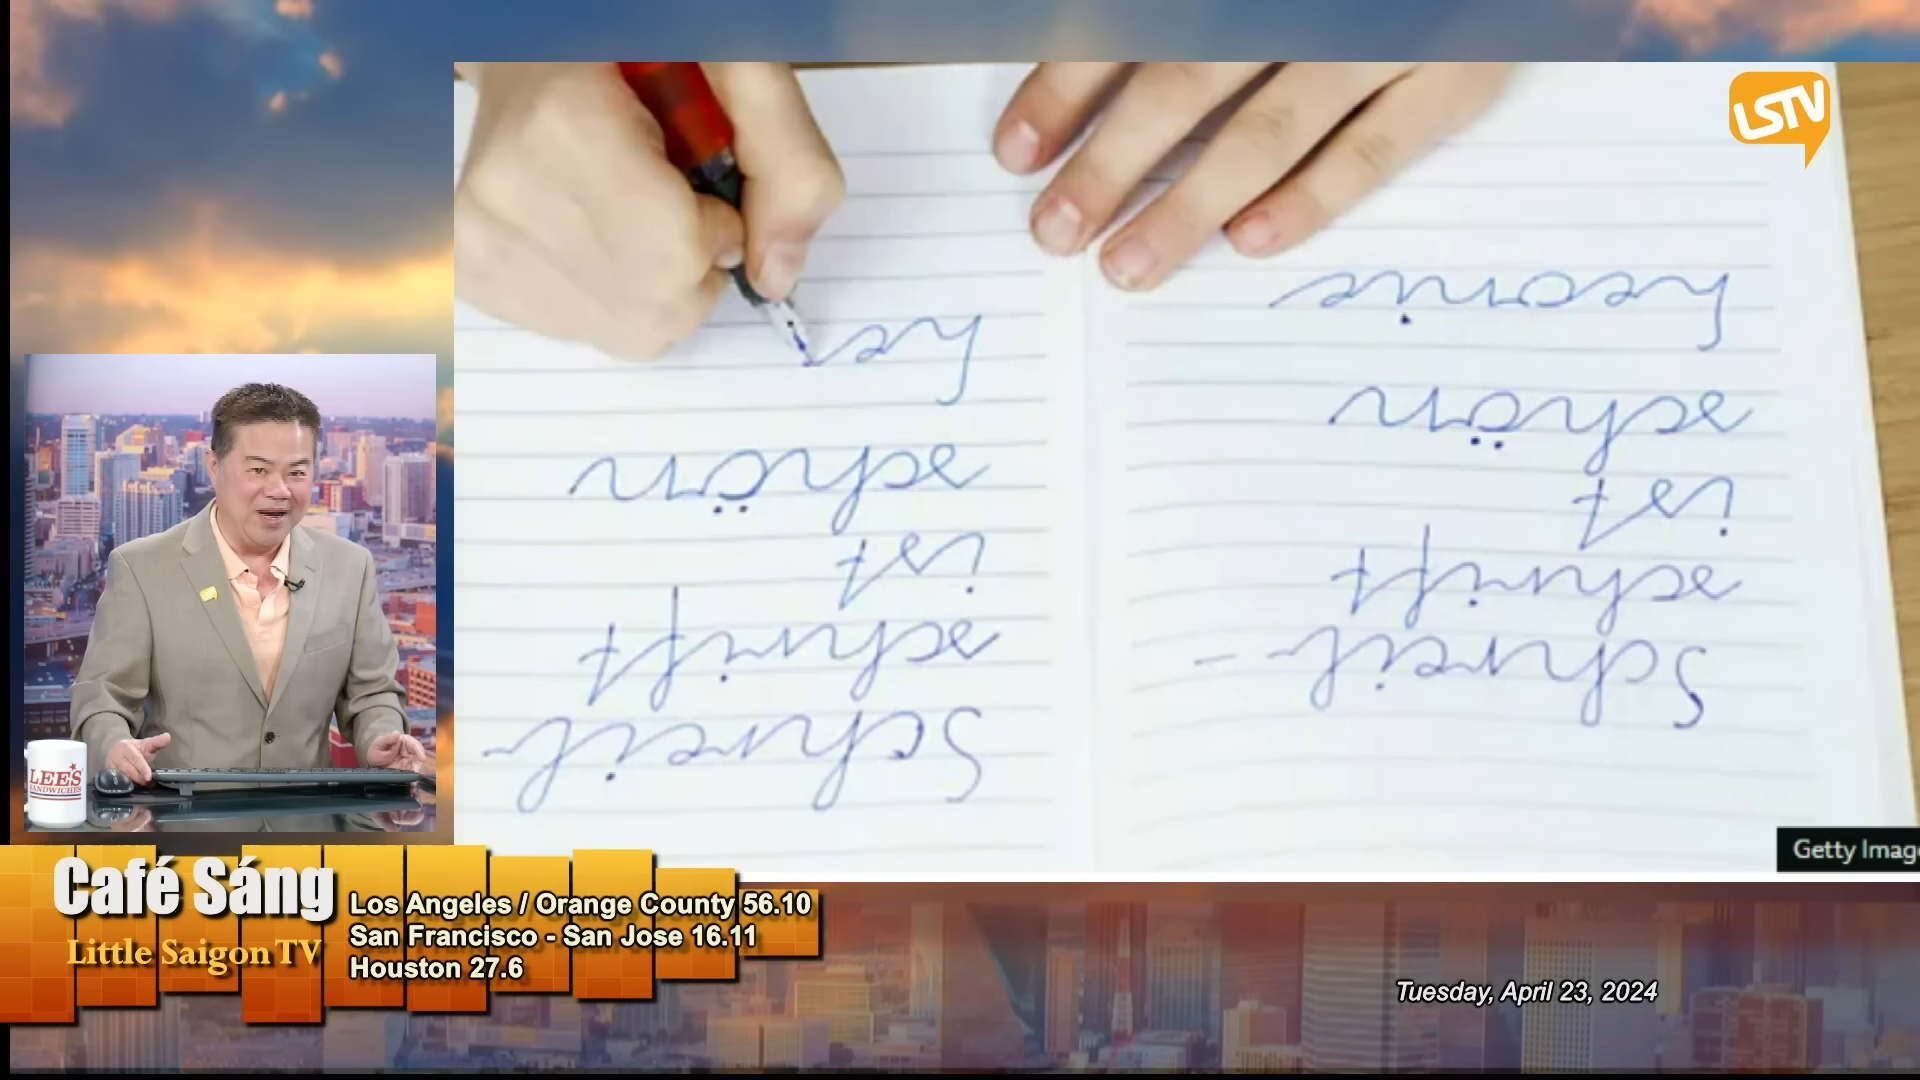 LSTV
Schreib-
schrift
ist
schön
Schreib-
schrift
ist
schön
Getty Imag
LEE'S
SANDWICHES
Café Sáng
Little Saigon TV
Los Angeles / Orange County 56.10
San Francisco - San Jose 16.11
Houston 27.6
Tuesday, April 23, 2024